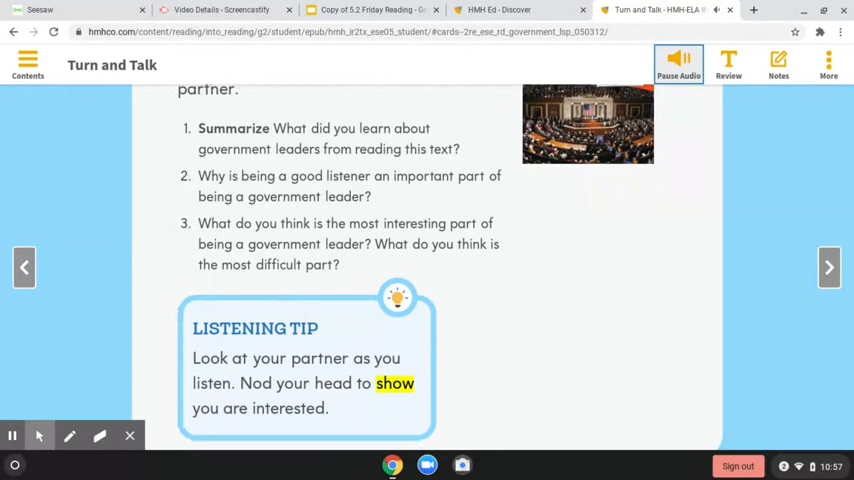 Seesaw
Video Details - Screencastify
Copy of 5.2 Friday Reading - G
HMH Ed - Discover
Turn and Talk - HMH-ELA I
hmhco.com/content/reading/into_reading/g2/student/epub/hmh_ir2tx_ese05_student/#cards-2re_ese_rd_government_lsp_050312/
Contents
Turn and Talk
Pause Audio
Review
Notes
More
partner.
1. Summarize What did you learn about
government leaders from reading this text?
2. Why is being a good listener an important part of
being a government leader?
3. What do you think is the most interesting part of
being a government leader? What do you think is
the most difficult part?
LISTENING TIP
Look at your partner as you
listen. Nod your head to show
you are interested.
Sign out
2
10:57